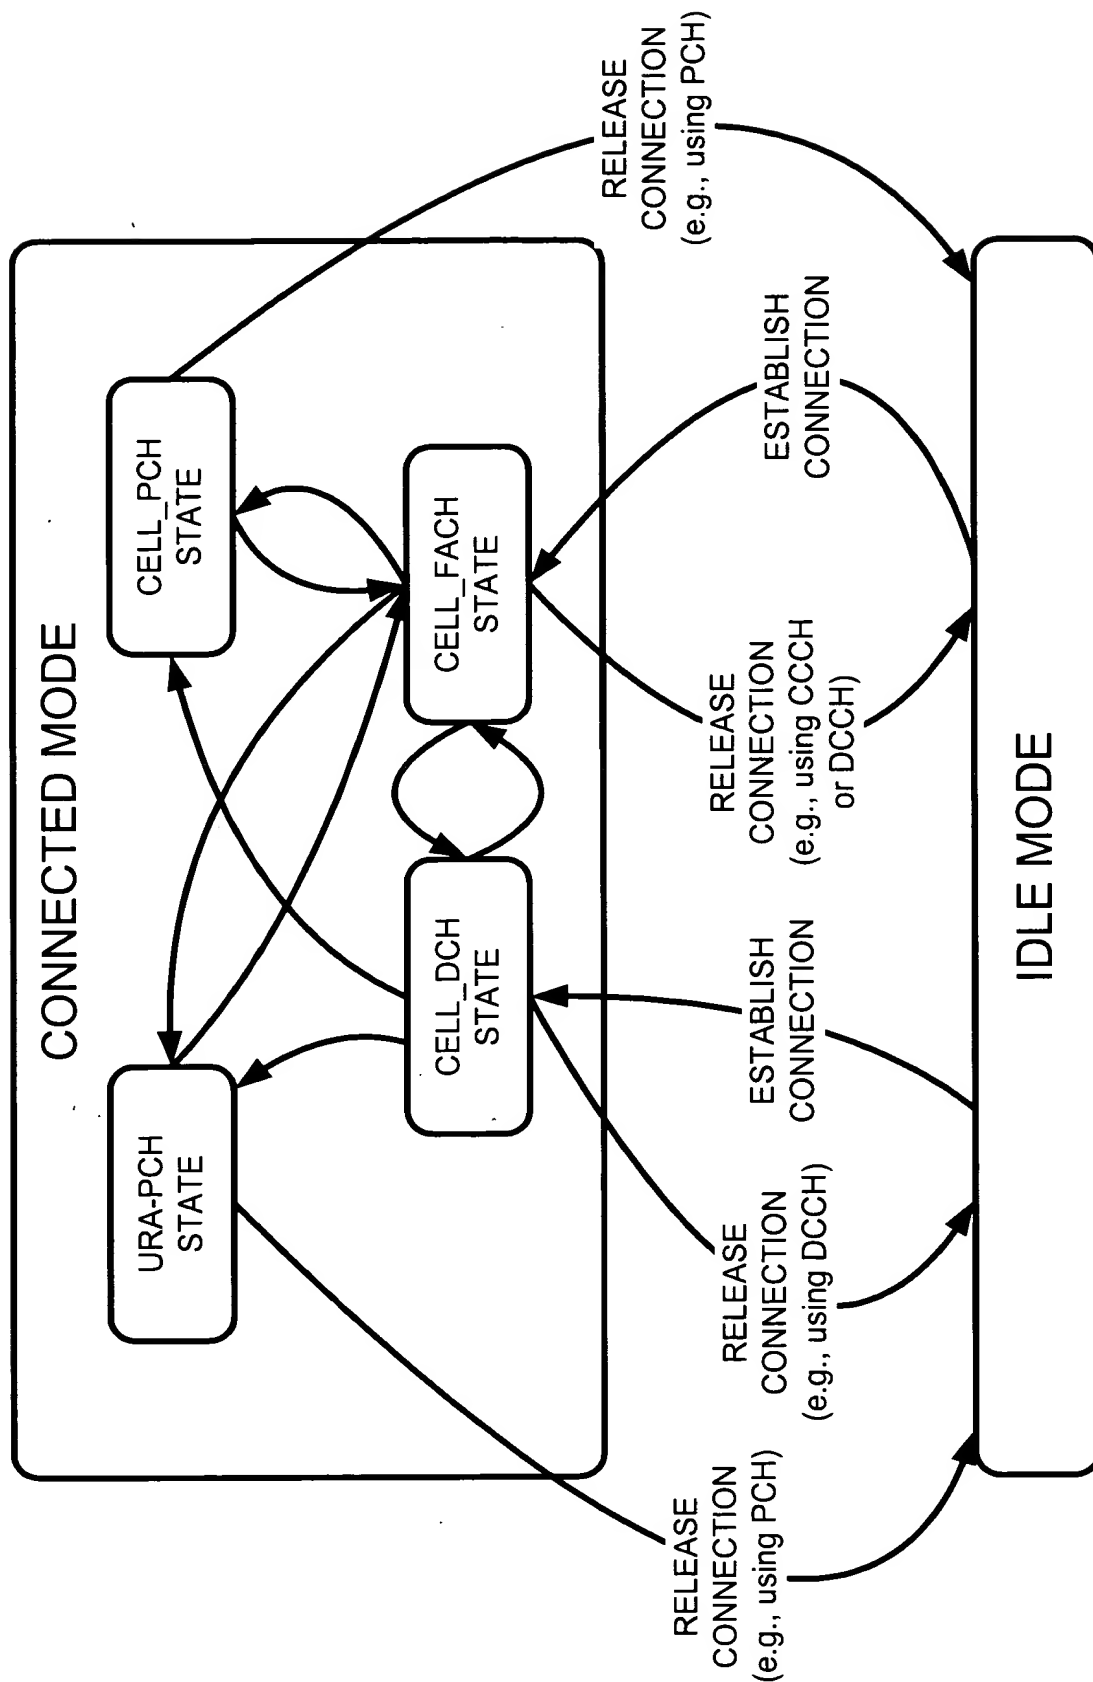 CONNECTED MODE
URA-PCH
STATE
CELL_PCH
STATE
CELL_DCH
STATE
CELL_FACH
STATE
RELEASE
CONNECTION
(e.g., using PCH)
RELEASE
CONNECTION
(e.g., using DCCH)
ESTABLISH
CONNECTION
RELEASE
CONNECTION
(e.g., using CCCH
or DCCH)
ESTABLISH
CONNECTION
RELEASE
CONNECTION
(e.g., using PCH)
IDLE MODE